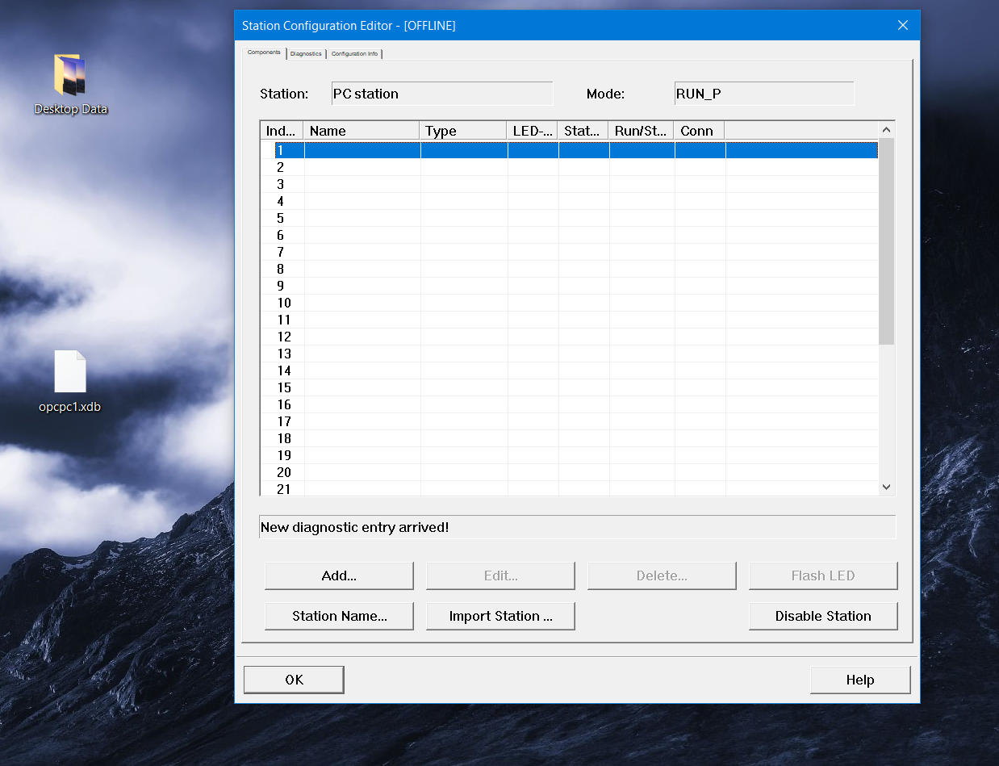 Station Configuration Editor - [OFFLINE]
Components Diagnostics Configuration Info
Desktop Data
Station: PC station Mode: RUN_P
Ind... Name Type LED-... Stat... Run/St... Conn
1
2
3
4
5
6
7
8
9
10
11
12
13
14
15
16
17
18
19
20
21
opcpc1.xdb
New diagnostic entry arrived!
Add... Edit... Delete... Flash LED
Station Name... Import Station ... Disable Station
OK Help